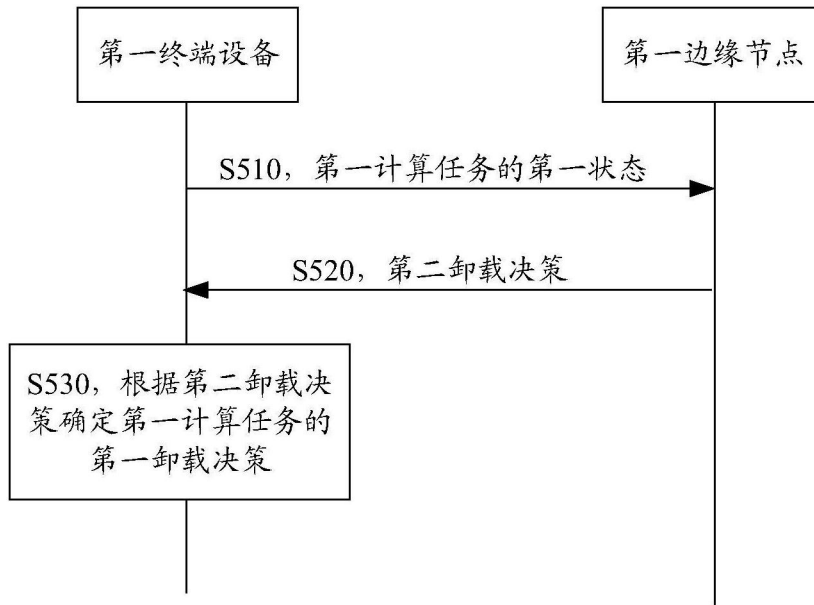 第一终端设备
第一边缘节点
S510，第一计算任务的第一状态
S520，第二卸载决策
S530，根据第二卸载决
策确定第一计算任务的
第一卸载决策